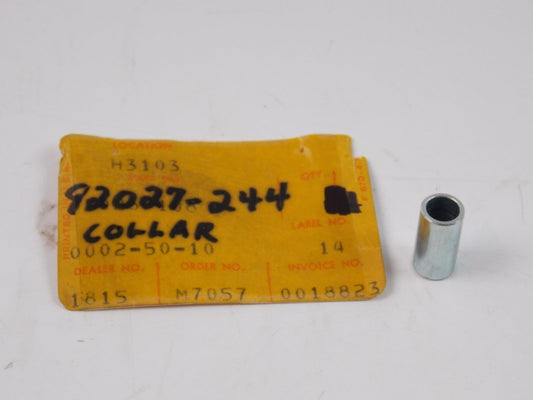 LOCATION
H3103
QTY
92027-244
COLLAR
LABEL NO.
0002-50-10 14
DEALER NO. ORDER NO. INVOICE NO.
1815 M7057 0018823